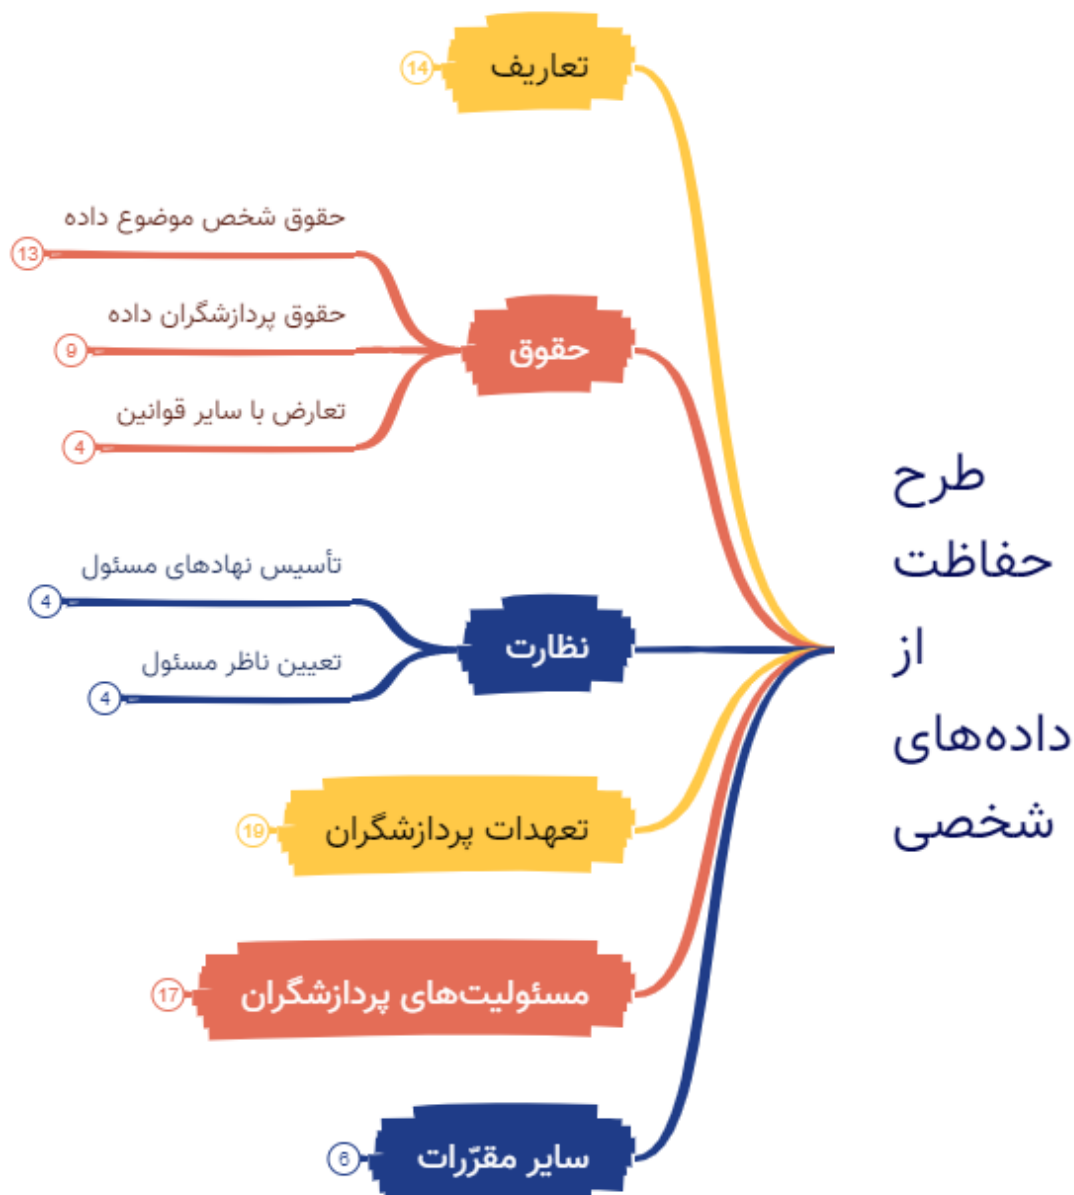 طرح
حفاظت
از
داده‌های
شخصی
تعاریف
14
حقوق
حقوق شخص موضوع داده
13
حقوق پردازشگران داده
9
تعارض با سایر قوانین
4
نظارت
تأسیس نهادهای مسئول
4
تعیین ناظر مسئول
4
تعهدات پردازشگران
19
مسئولیت‌های پردازشگران
17
سایر مقرّرات
6